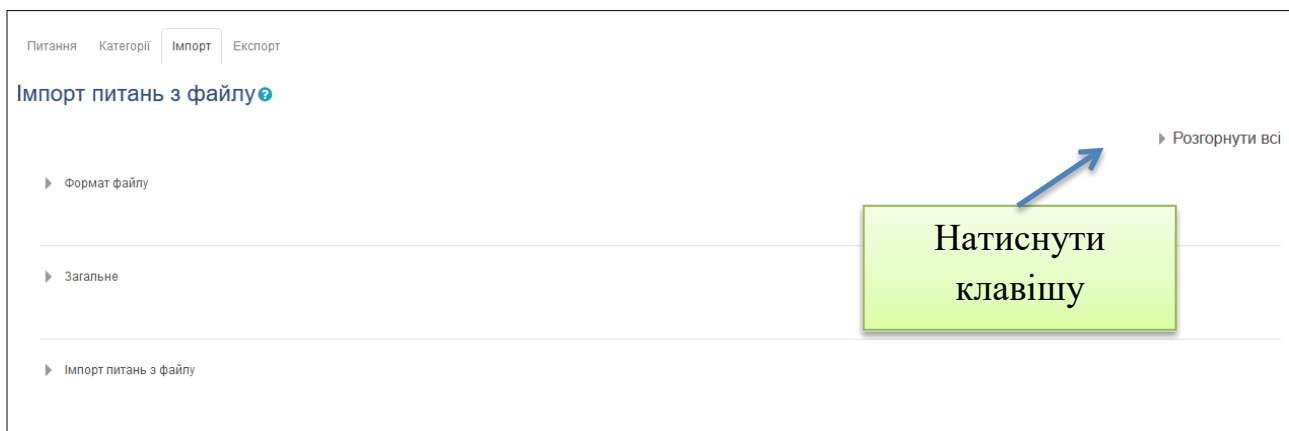 Питання Категорії Імпорт Експорт
Імпорт питань з файлу
Розгорнути всі
Формат файлу
Натиснути
клавішу
Загальне
Імпорт питань з файлу